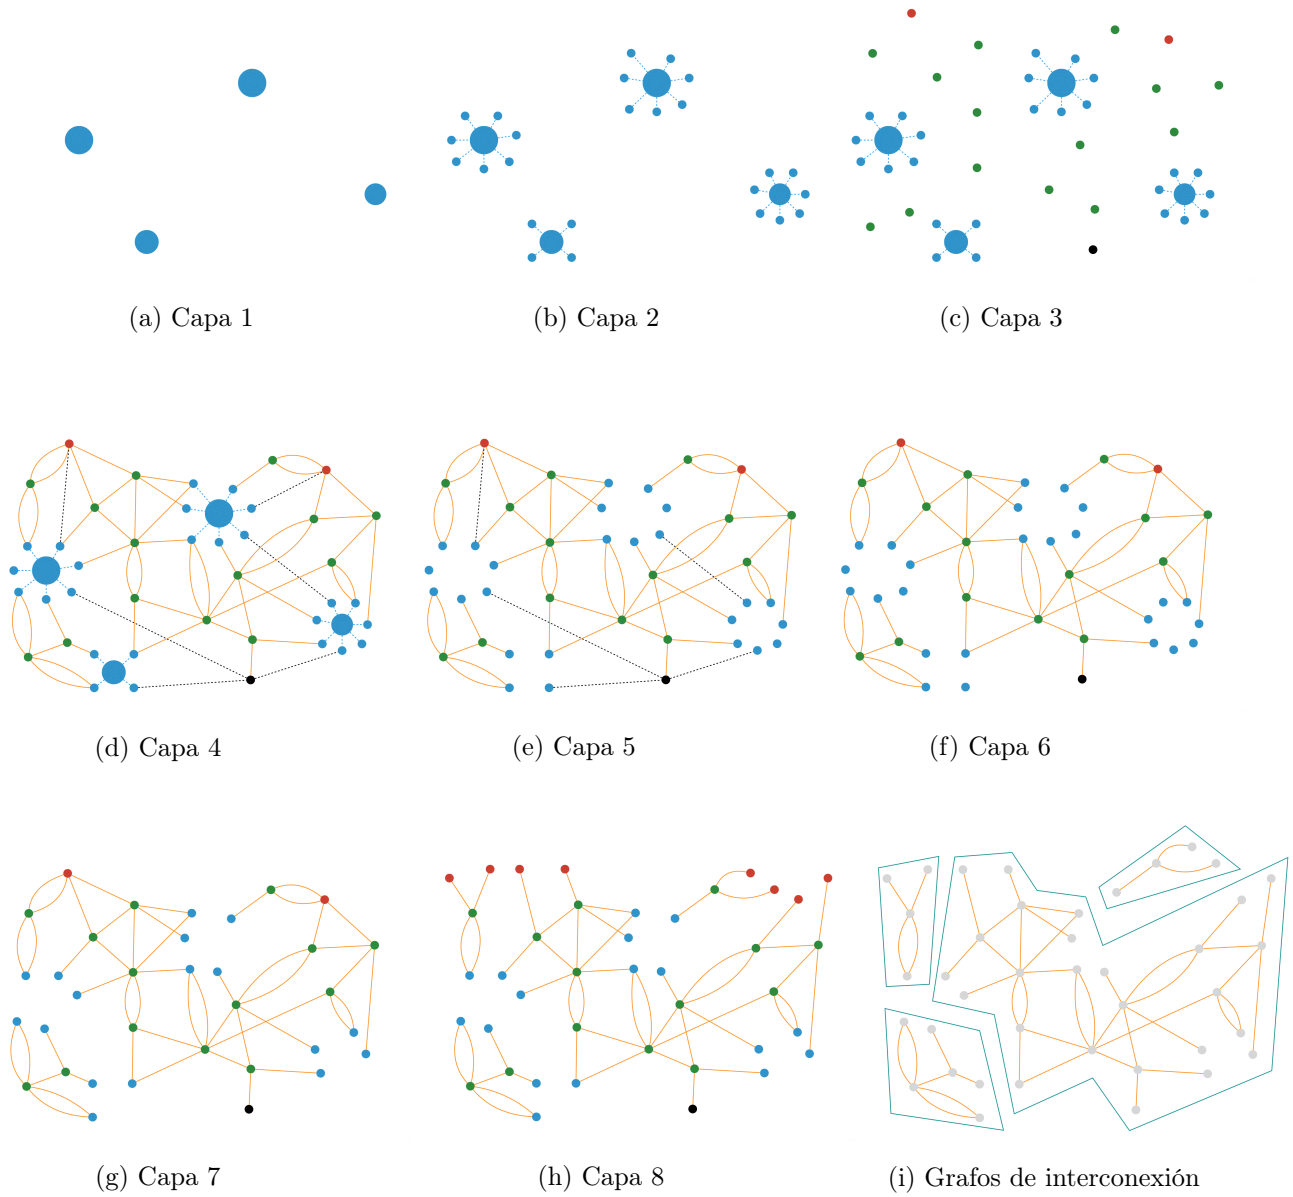 (a) Capa 1
(b) Capa 2
(c) Capa 3
(d) Capa 4
(e) Capa 5
(f) Capa 6
(g) Capa 7
(h) Capa 8
(i) Grafos de interconexión